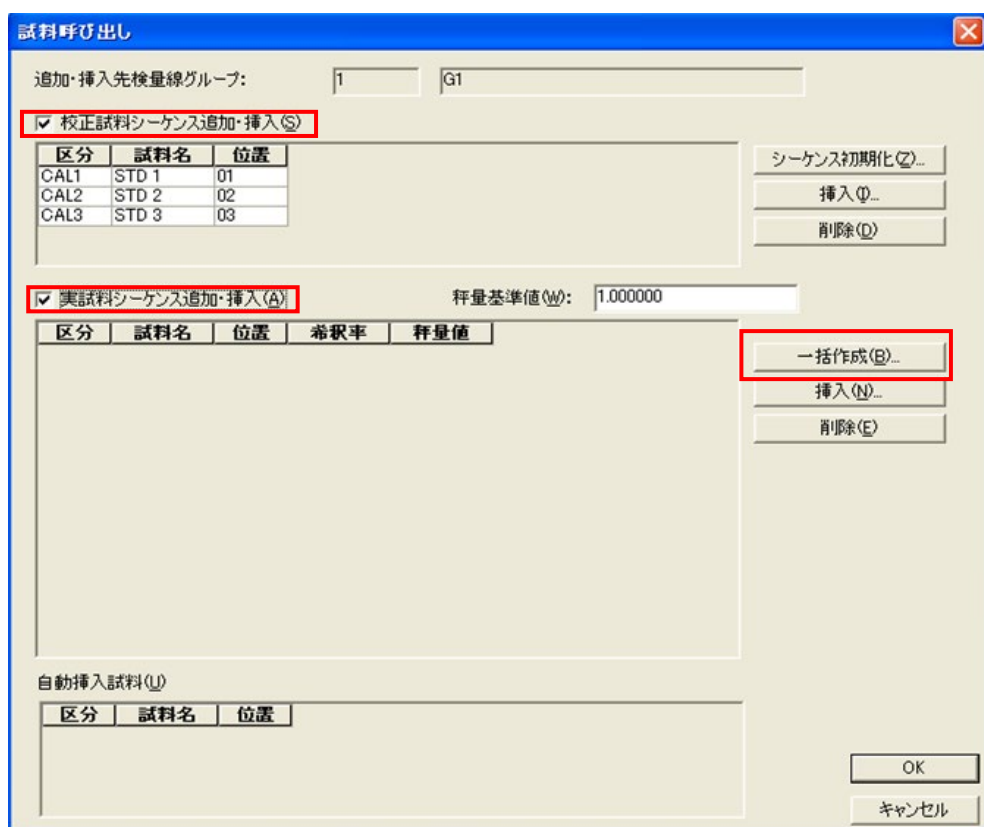 試料呼び出し
追加･挿入先検量線グループ: 1 G1
校正試料シーケンス追加･挿入(S)
区分 試料名 位置
CAL1 STD 1 01
CAL2 STD 2 02
CAL3 STD 3 03
シーケンス初期化(Z)...
挿入(I)...
削除(D)
実試料シーケンス追加･挿入(A)
秤量基準値(W): 1.000000
区分 試料名 位置 希釈率 秤量値
一括作成(B)...
挿入(N)...
削除(E)
自動挿入試料(U)
区分 試料名 位置
OK
キャンセル